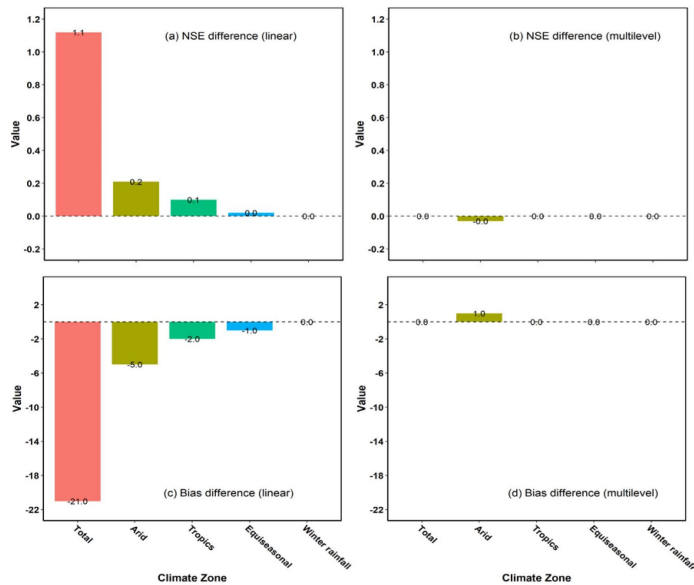 (a) NSE difference (linear)
Value
1.2
1.0
0.8
0.6
0.4
0.2
0.0
-0.2
1.1
0.2
0.1
0.0
0.0
(b) NSE difference (multilevel)
Value
1.2
1.0
0.8
0.6
0.4
0.2
0.0
-0.2
0.0
-0.0
0.0
0.0
0.0
(c) Bias difference (linear)
Value
2
-2
-6
-10
-14
-18
-22
-21.0
-5.0
-2.0
-1.0
0.0
Total
Arid
Tropics
Equiseasonal
Winter rainfall
Climate Zone
(d) Bias difference (multilevel)
Value
2
-2
-6
-10
-14
-18
-22
0.0
1.0
0.0
0.0
0.0
Total
Arid
Tropics
Equiseasonal
Winter rainfall
Climate Zone